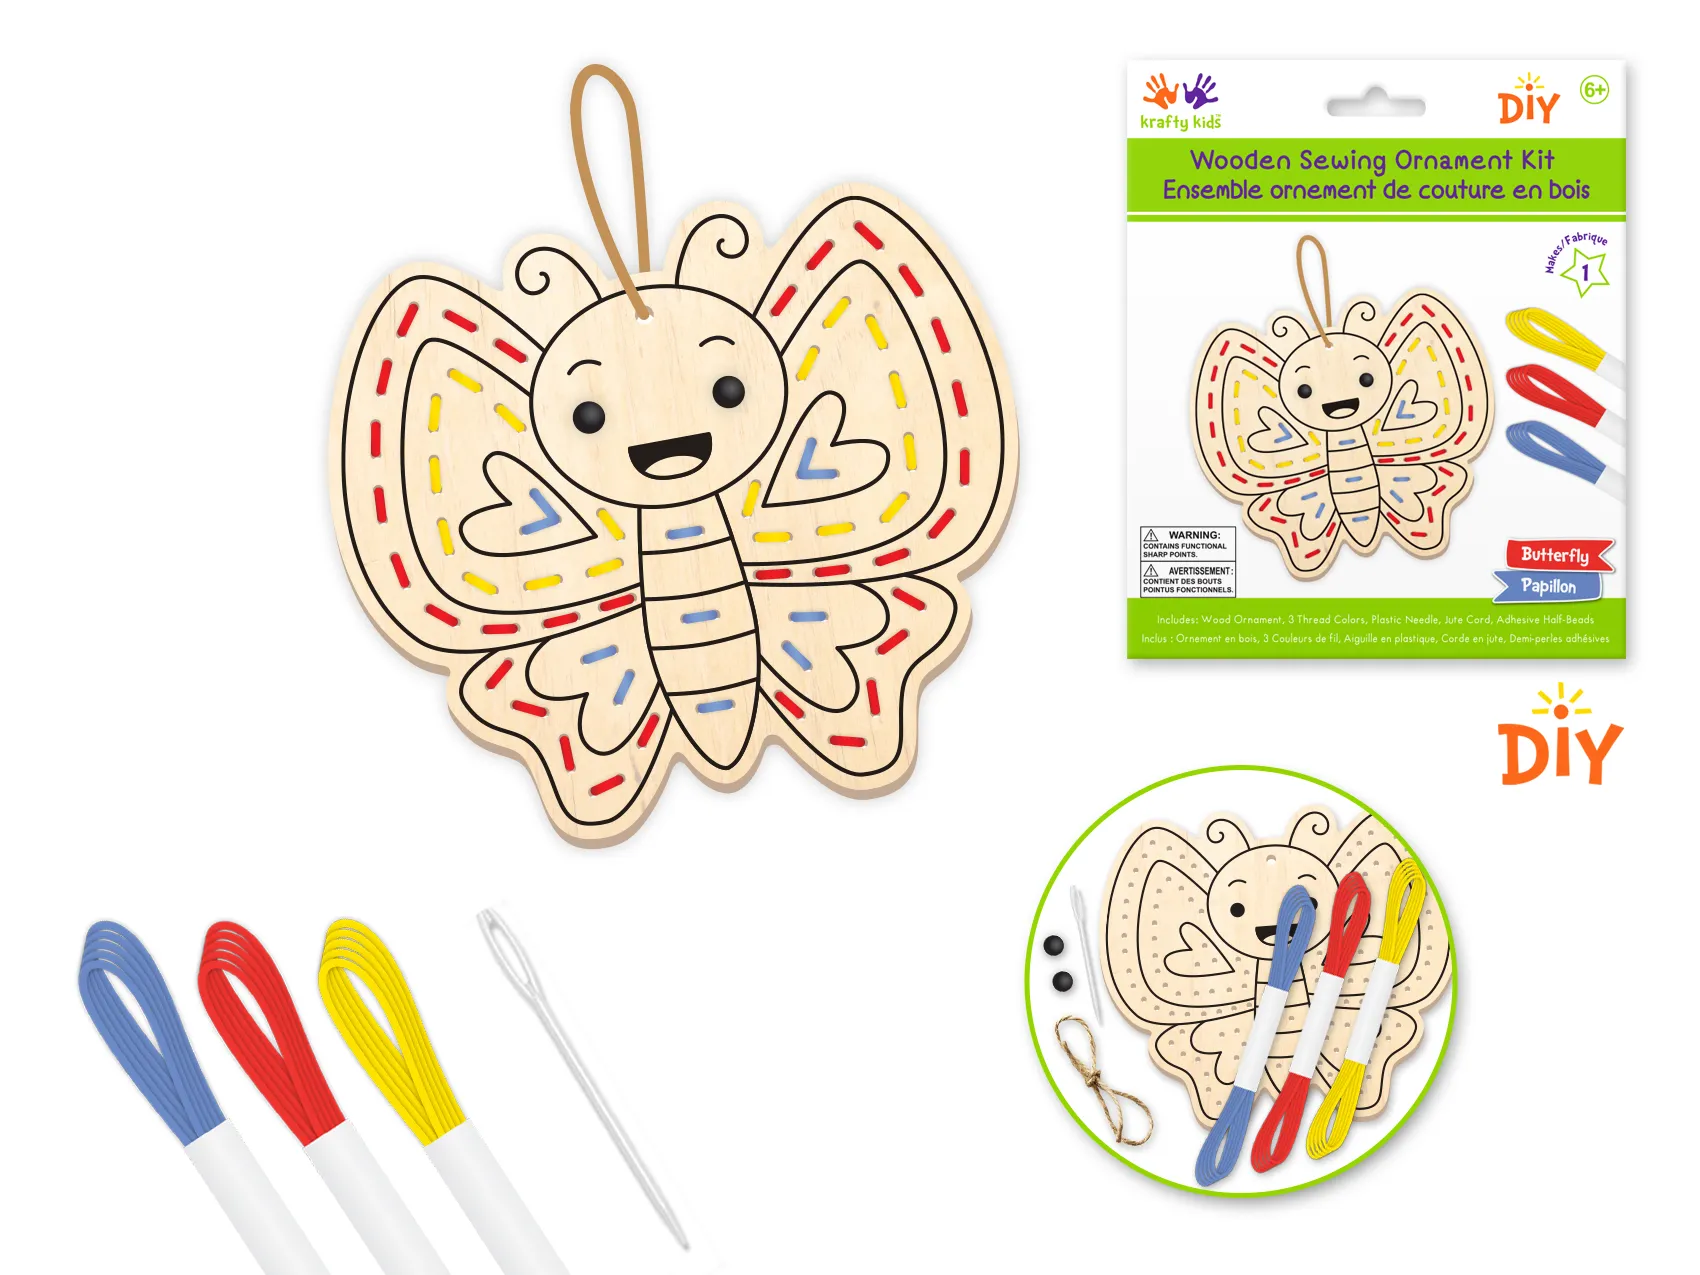 krafty kids™
DiY
6+
Wooden Sewing Ornament Kit
Ensemble ornement de couture en bois
Makes/Fabrique
1
WARNING:
CONTAINS FUNCTIONAL
SHARP POINTS.
AVERTISSEMENT:
CONTIENT DES BOUTS
POINTUS FONCTIONNELS.
Butterfly
Papillon
Includes: Wood Ornament, 3 Thread Colors, Plastic Needle, Jute Cord, Adhesive Half-Beads
Inclus : Ornement en bois, 3 Couleurs de fil, Aiguille en plastique, Corde en jute, Demi-perles adhésives
DiY